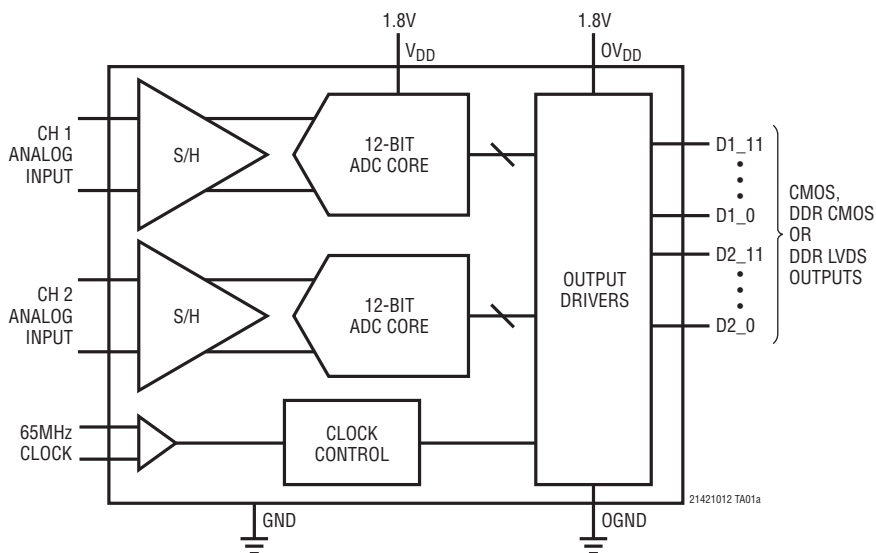 1.8V
1.8V
VDD
OVDD
CH 1
ANALOG
INPUT
S/H
12-BIT
ADC CORE
D1_11
D1_0
CH 2
ANALOG
INPUT
S/H
12-BIT
ADC CORE
OUTPUT
DRIVERS
D2_11
D2_0
CMOS,
DDR CMOS
OR
DDR LVDS
OUTPUTS
65MHz
CLOCK
CLOCK
CONTROL
GND
OGND
21421012 TA01a